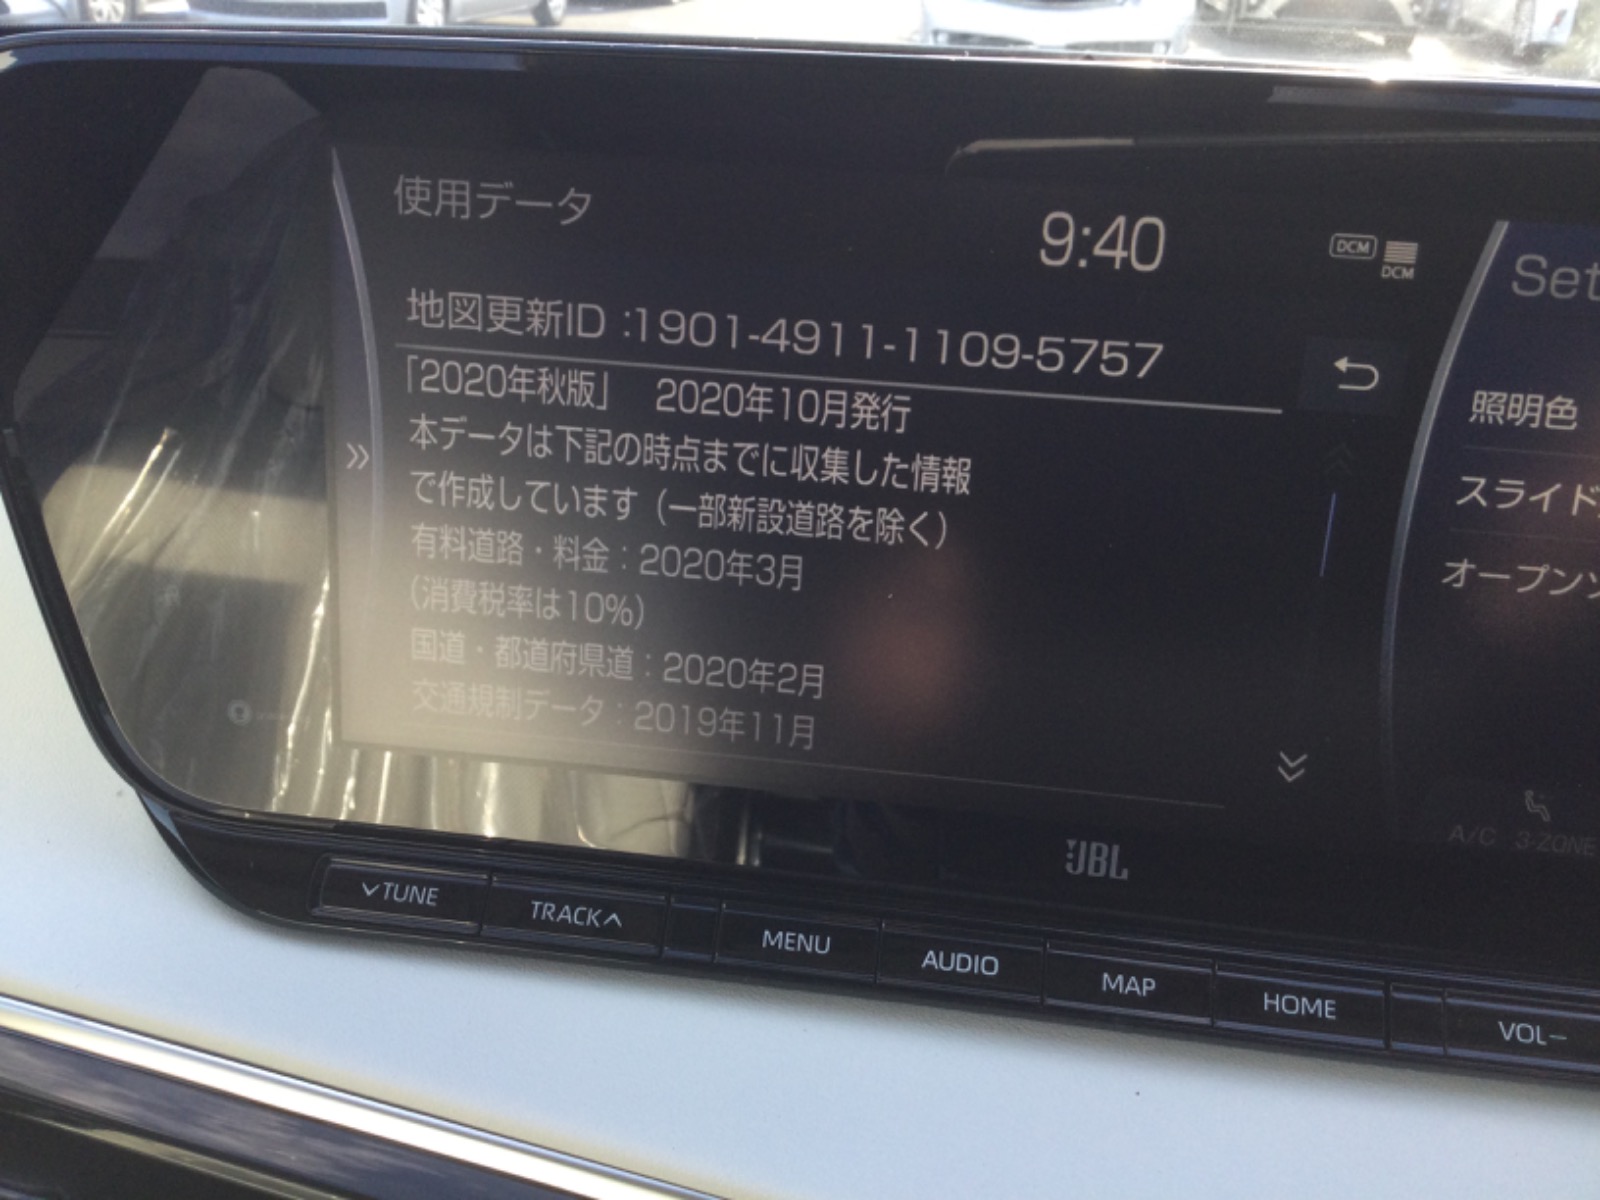 使用データ
9:40
DCM
DCM
地図更新ID :1901-4911-1109-5757
「2020年秋版」 2020年10月発行
本データは下記の時点までに収集した情報
で作成しています（一部新設道路を除く）
有料道路・料金：2020年3月
(消費税率は10%)
国道・都道府県道：2020年2月
交通規制データ：2019年11月
Set
照明色
スライド
オープンソ
A/C 3-ZONE
JBL
TUNE
TRACK
MENU
AUDIO
MAP
HOME
VOL−